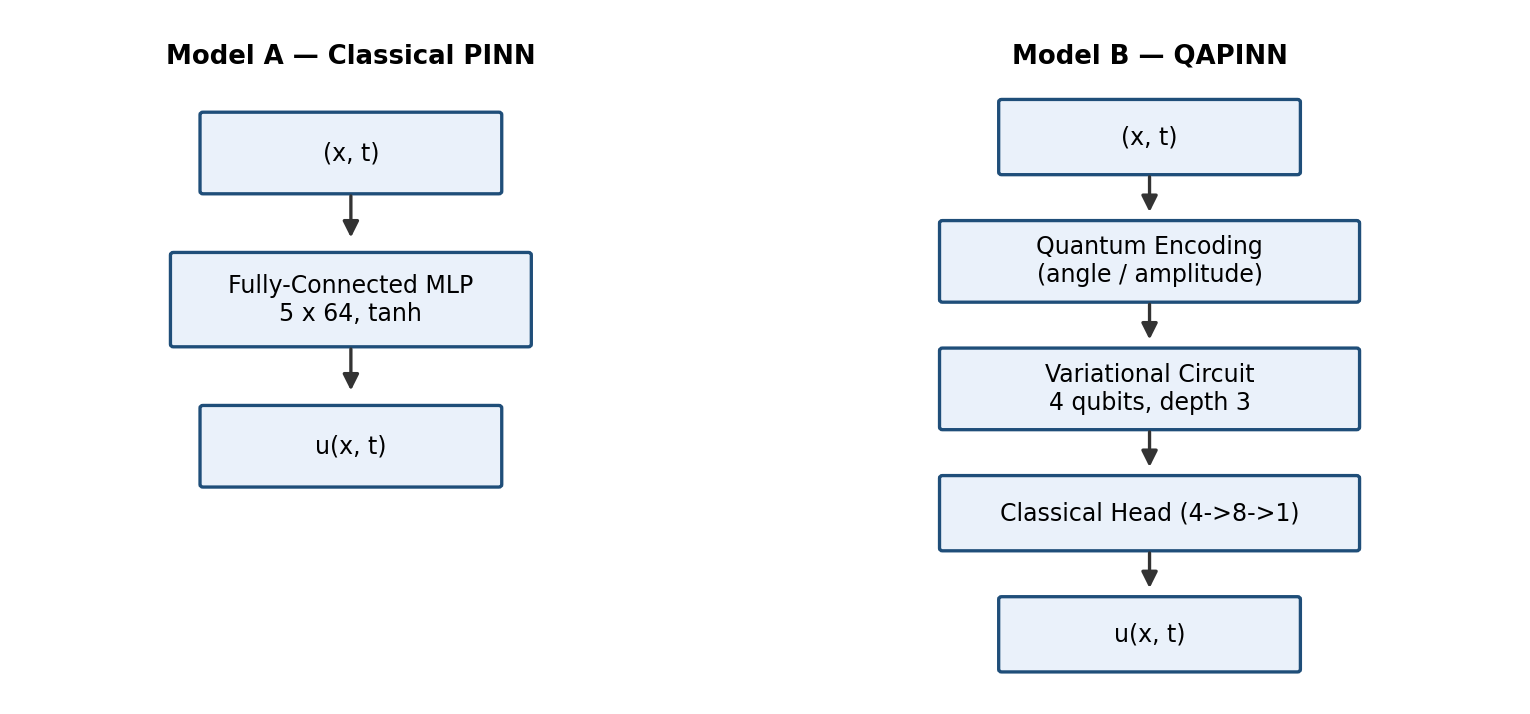 Model A — Classical PINN
(x, t)
Fully-Connected MLP
5 x 64, tanh
u(x, t)
Model B — QAPINN
(x, t)
Quantum Encoding
(angle / amplitude)
Variational Circuit
4 qubits, depth 3
Classical Head (4->8->1)
u(x, t)